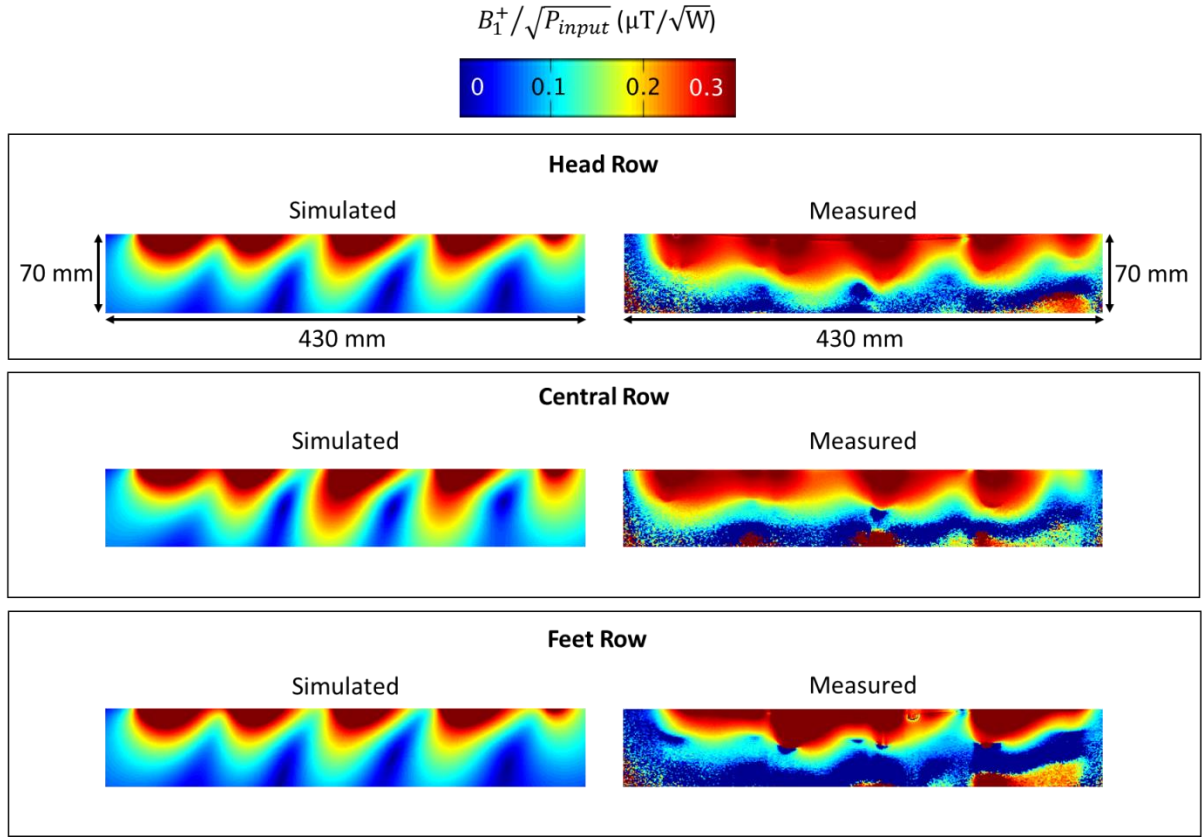 B₁⁺/√P_input (μT/√W)
0 0.1 0.2 0.3
Head Row
Simulated Measured
70 mm 70 mm
430 mm 430 mm
Central Row
Simulated Measured
Feet Row
Simulated Measured